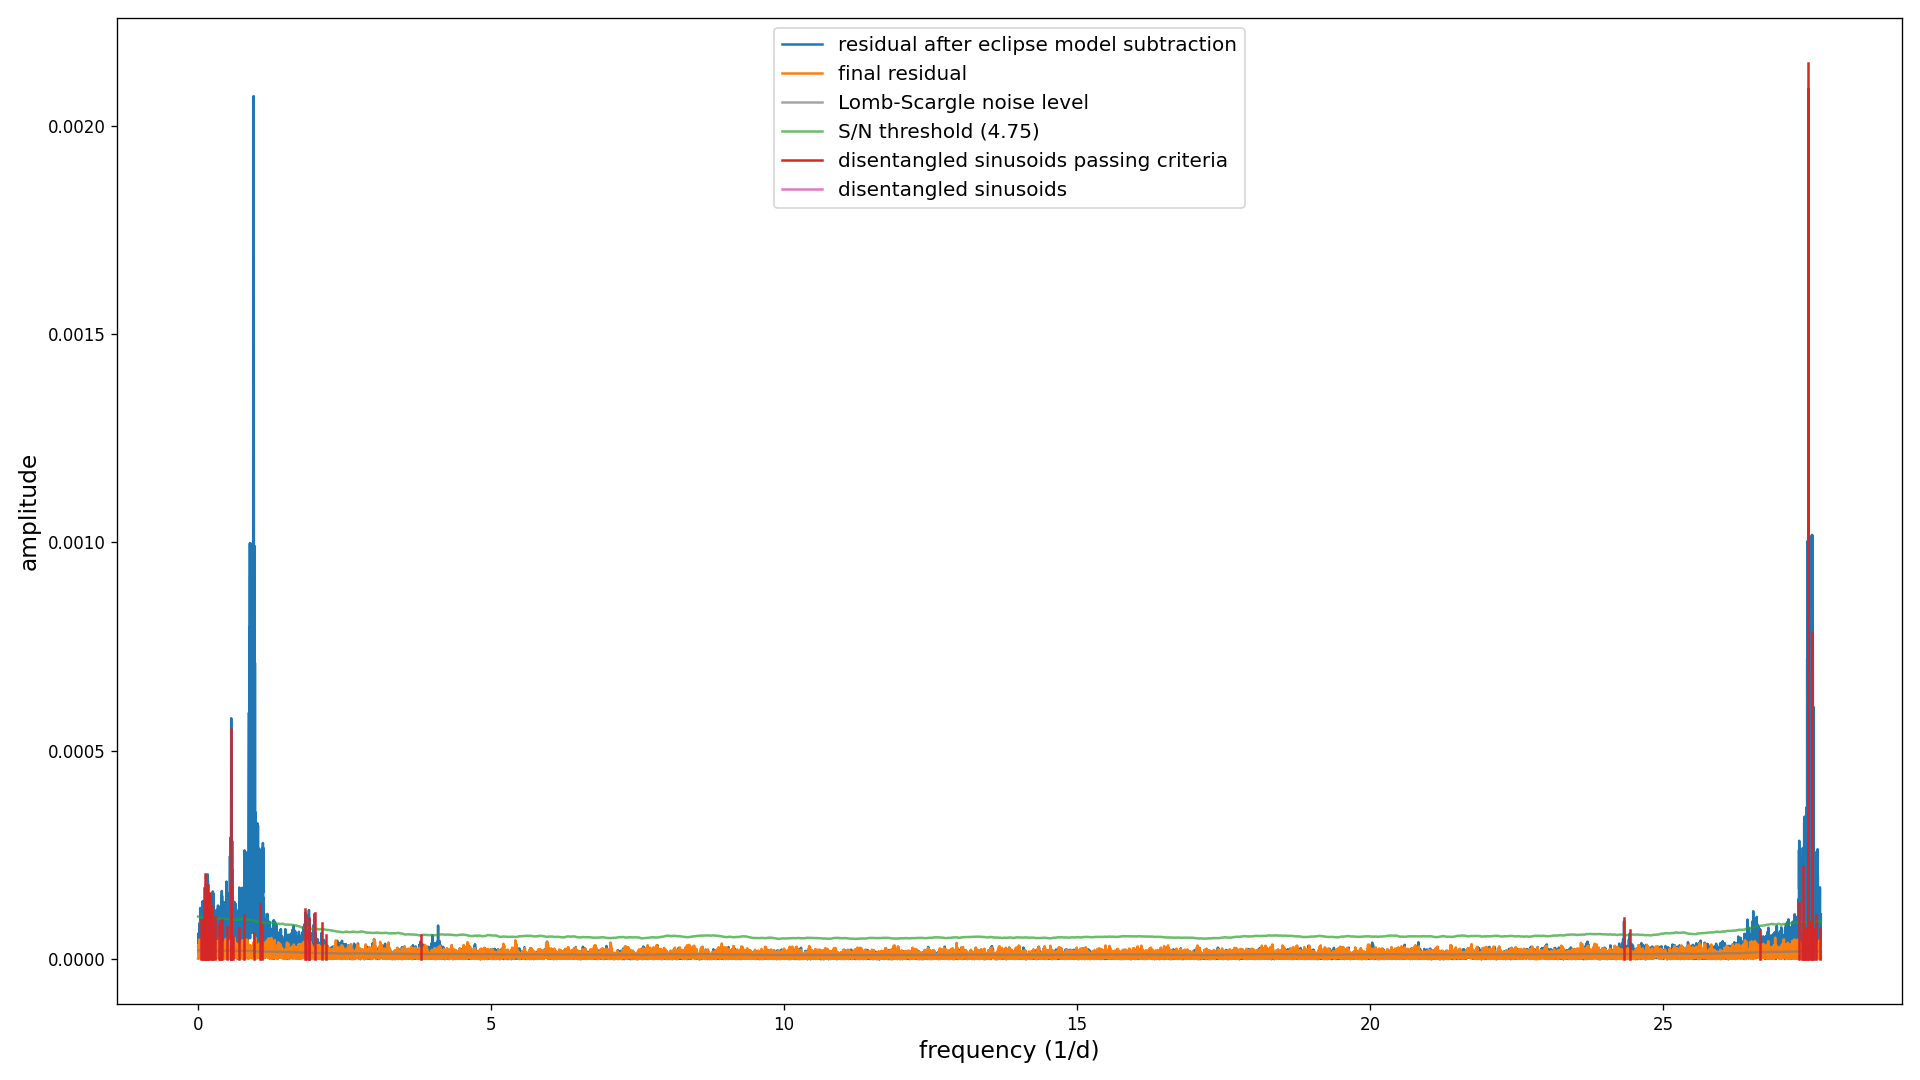 residual after eclipse model subtraction
final residual
Lomb-Scargle noise level
S/N threshold (4.75)
disentangled sinusoids passing criteria
disentangled sinusoids
amplitude
0.0020
0.0015
0.0010
0.0005
0.0000
0 5 10 15 20 25
frequency (1/d)